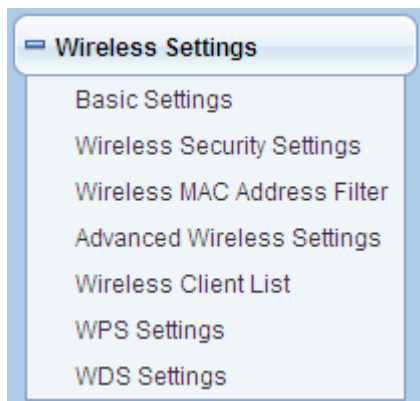 Wireless Settings
Basic Settings
Wireless Security Settings
Wireless MAC Address Filter
Advanced Wireless Settings
Wireless Client List
WPS Settings
WDS Settings